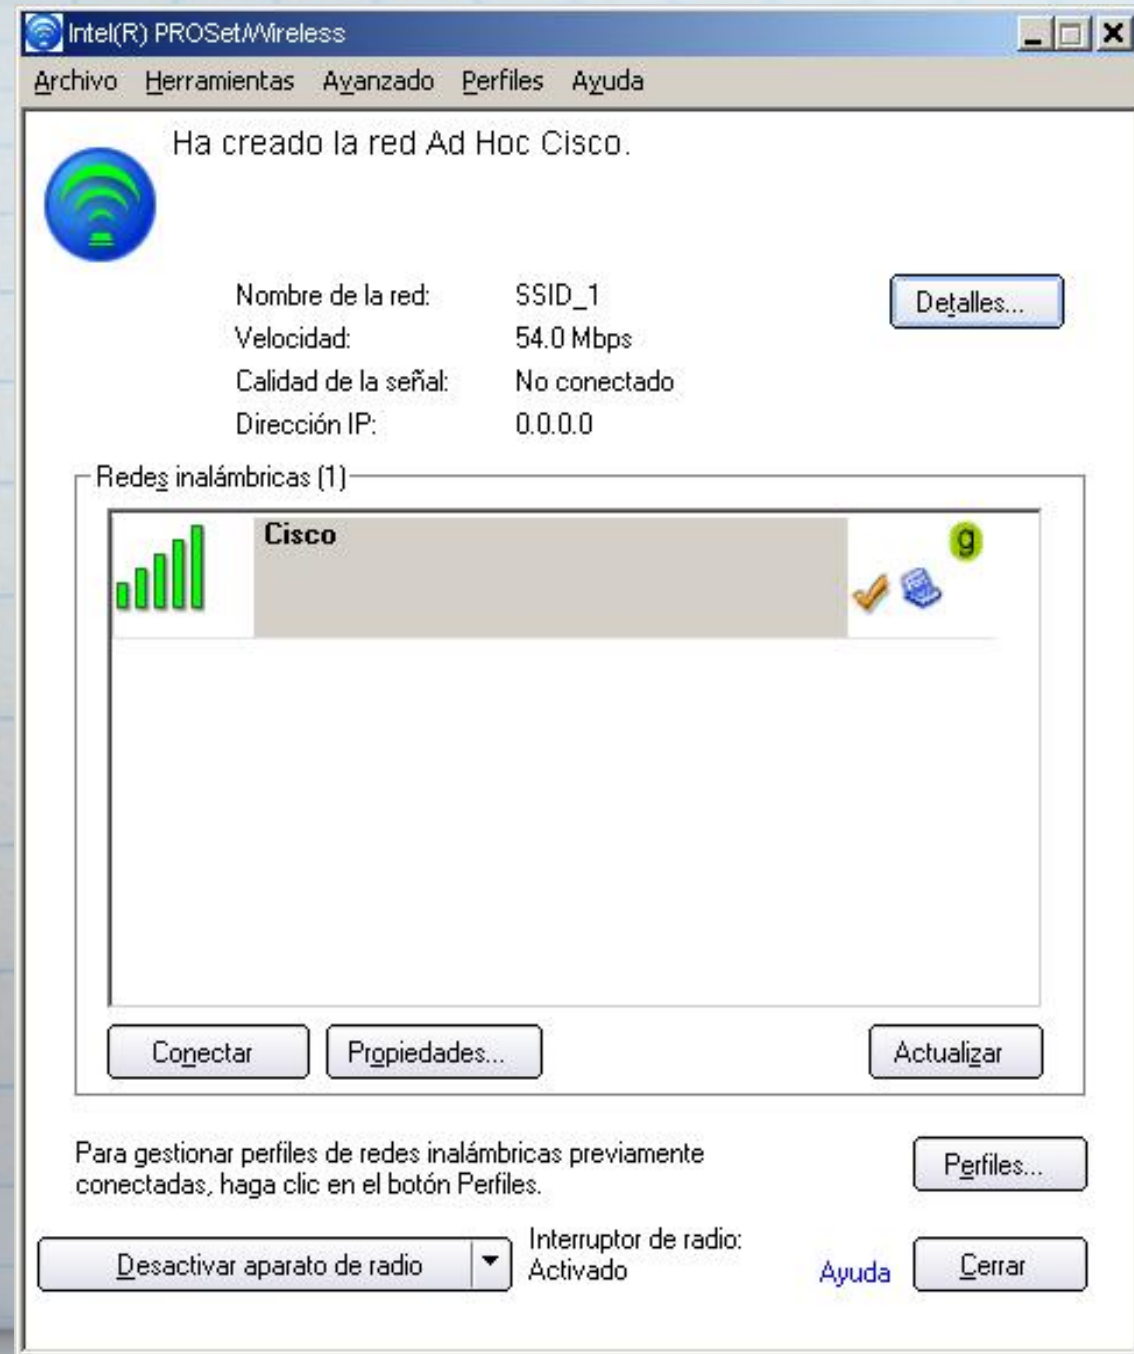 Intel(R) PROSet/Wireless
Archivo Herramientas Avanzado Perfiles Ayuda
Ha creado la red Ad Hoc Cisco.
Nombre de la red: SSID_1
Detalles...
Velocidad: 54.0 Mbps
Calidad de la señal: No conectado
Dirección IP: 0.0.0.0
Redes inalámbricas (1)
Cisco
g
Conectar
Propiedades...
Actualizar
Para gestionar perfiles de redes inalámbricas previamente
conectadas, haga clic en el botón Perfiles.
Perfiles...
Desactivar aparato de radio
Interruptor de radio:
Activado
Ayuda
Cerrar